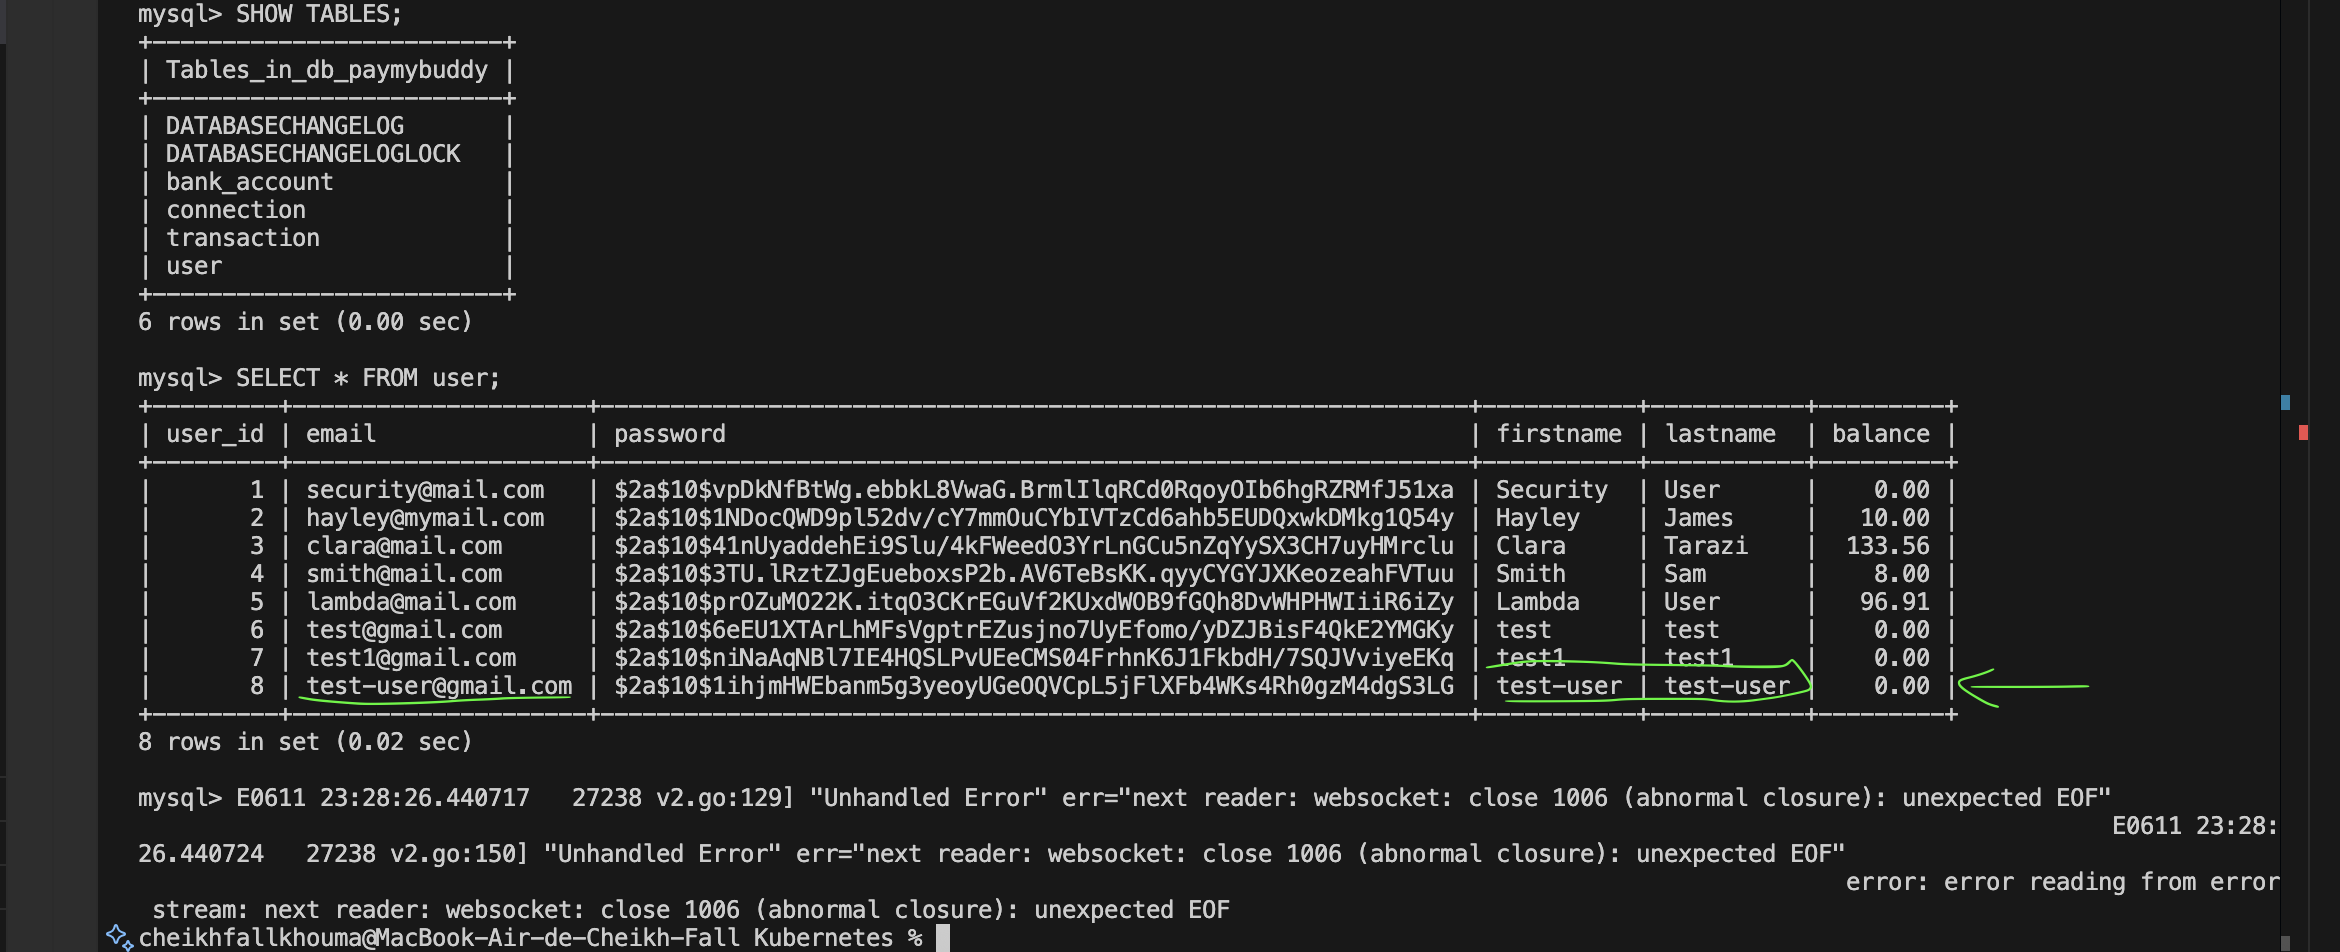 mysql> SHOW TABLES;
+---------------------------+
| Tables_in_db_paymybuddy |
+---------------------------+
| DATABASECHANGELOG |
| DATABASECHANGELOGLOCK |
| bank_account |
| connection |
| transaction |
| user |
+---------------------------+
6 rows in set (0.00 sec)
mysql> SELECT * FROM user;
+---------+---------------------+--------------------------------------------------------------+-----------+-----------+---------+
| user_id | email | password | firstname | lastname | balance |
+---------+---------------------+--------------------------------------------------------------+-----------+-----------+---------+
| 1 | security@mail.com | $2a$10$vpDkNfBtWg.ebbkL8VwaG.BrmlIlqRCd0RqoyOIb6hgRZRMfJ51xa | Security | User | 0.00 |
| 2 | hayley@mymail.com | $2a$10$1NDocQWD9pl52dv/cY7mmOuCYbIVTzCd6ahb5EUDQxwkDMkg1Q54y | Hayley | James | 10.00 |
| 3 | clara@mail.com | $2a$10$41nUyaddehEi9Slu/4kFWeedO3YrLnGCu5nZqYySX3CH7uyHMrclu | Clara | Tarazi | 133.56 |
| 4 | smith@mail.com | $2a$10$3TU.lRztZJgEueboxsP2b.AV6TeBsKK.qyyCYGYJXKeozeahFVTuu | Smith | Sam | 8.00 |
| 5 | lambda@mail.com | $2a$10$prOZuMO22K.itqO3CKrEGuVf2KUxdWOB9fGQh8DvWHPHWIiiR6iZy | Lambda | User | 96.91 |
| 6 | test@gmail.com | $2a$10$6eEU1XTArLhMFsVgptrEZusjno7UyEfomo/yDZJBisF4QkE2YMGKy | test | test | 0.00 |
| 7 | test1@gmail.com | $2a$10$niNaAqNBl7IE4HQSLPvUEeCMS04FrhnK6J1FkbdH/7SQJVviyeEKq | test1 | test1 | 0.00 |
| 8 | test-user@gmail.com | $2a$10$1ihjmHWEbanm5g3yeoyUGeOQVCpL5jFlXFb4WKs4Rh0gzM4dgS3LG | test-user | test-user | 0.00 |
+---------+---------------------+--------------------------------------------------------------+-----------+-----------+---------+
8 rows in set (0.02 sec)
mysql> E0611 23:28:26.440717 27238 v2.go:129] "Unhandled Error" err="next reader: websocket: close 1006 (abnormal closure): unexpected EOF"
E0611 23:28:
26.440724 27238 v2.go:150] "Unhandled Error" err="next reader: websocket: close 1006 (abnormal closure): unexpected EOF"
error: error reading from error
stream: next reader: websocket: close 1006 (abnormal closure): unexpected EOF
cheikhfallkhouma@MacBook-Air-de-Cheikh-Fall Kubernetes %